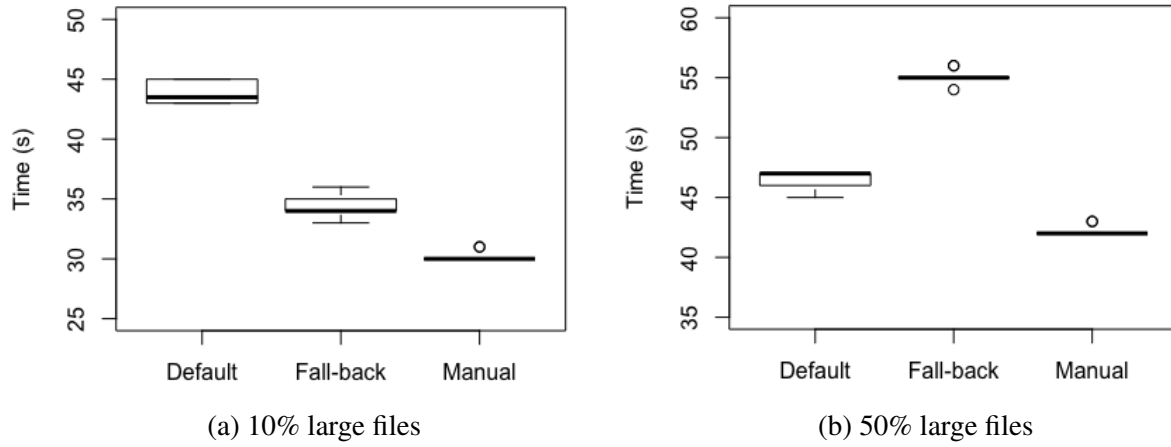 Time (s)
50
45
40
35
30
25
Default Fall-back Manual
(a) 10% large files
Time (s)
60
55
50
45
40
35
Default Fall-back Manual
(b) 50% large files